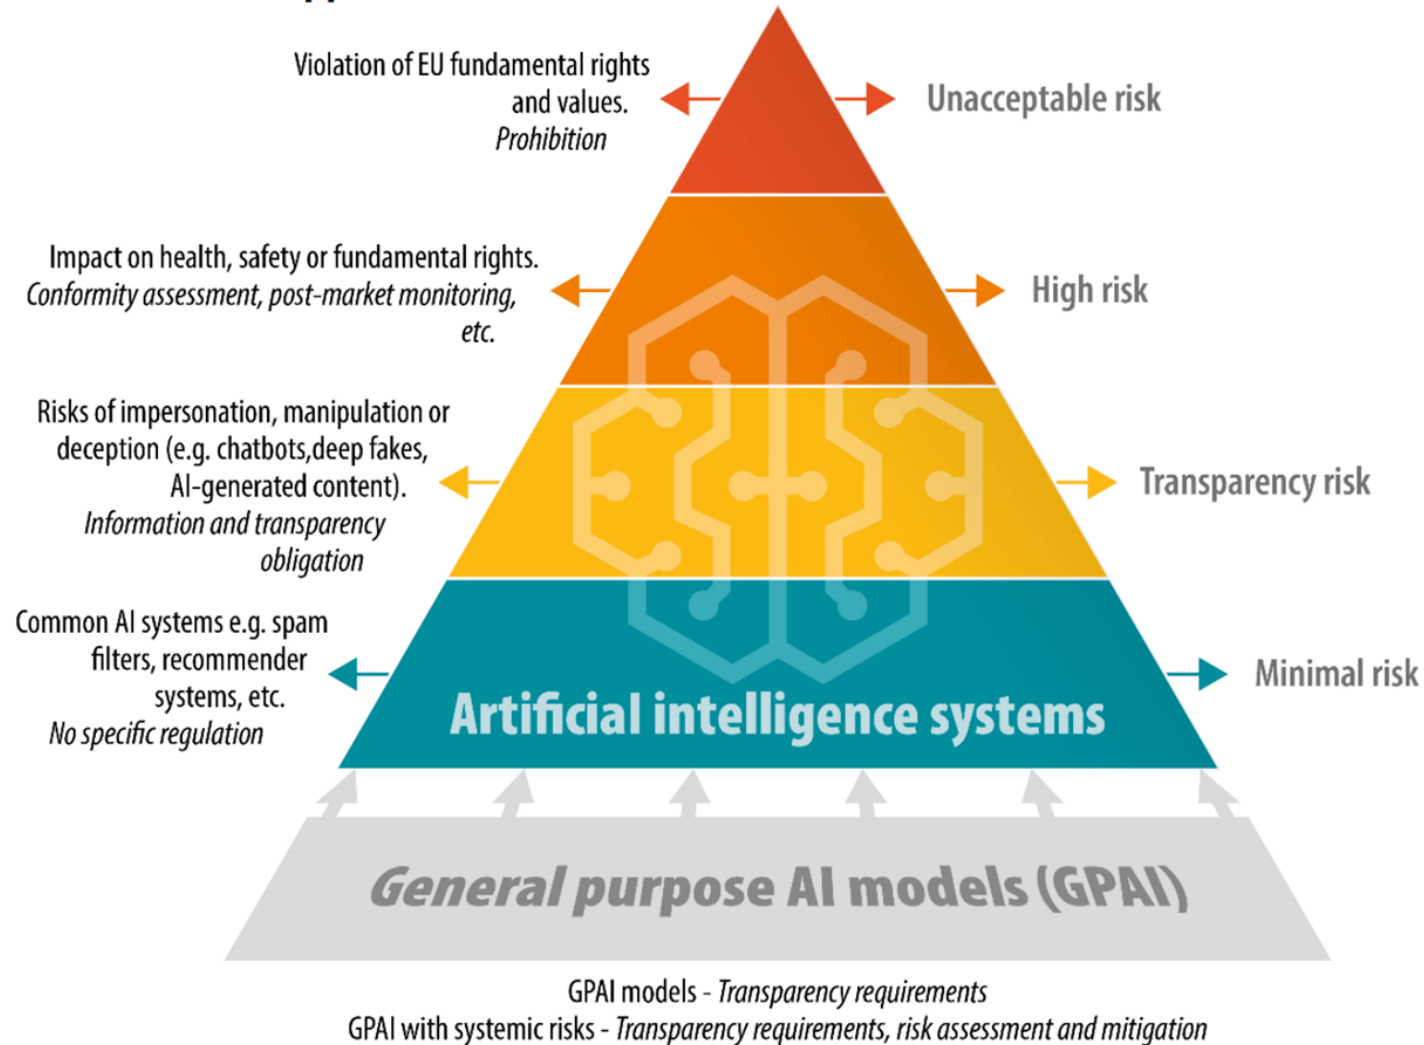 Violation of EU fundamental rights
and values.
Prohibition
Unacceptable risk
Impact on health, safety or fundamental rights.
Conformity assessment, post-market monitoring,
etc.
High risk
Risks of impersonation, manipulation or
deception (e.g. chatbots,deep fakes,
AI-generated content).
Information and transparency
obligation
Transparency risk
Common AI systems e.g. spam
filters, recommender
systems, etc.
No specific regulation
Minimal risk
Artificial intelligence systems
General purpose AI models (GPAI)
GPAI models - Transparency requirements
GPAI with systemic risks - Transparency requirements, risk assessment and mitigation